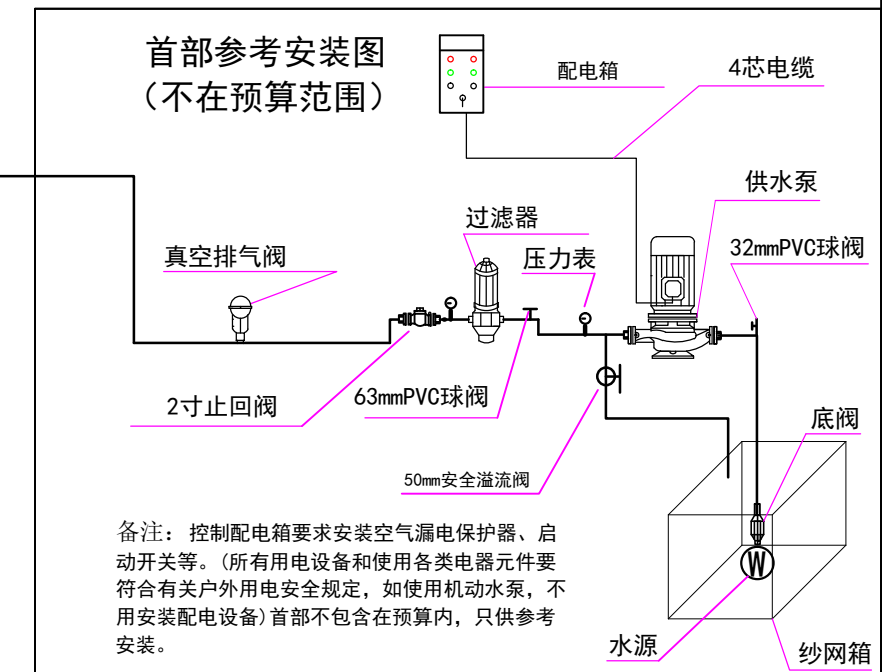 首部参考安装图
（不在预算范围）
配电箱
4芯电缆
供水泵
过滤器
真空排气阀
压力表
32mmPVC球阀
2寸止回阀
63mmPVC球阀
底阀
50mm安全溢流阀
备注：控制配电箱要求安装空气漏电保护器、启
动开关等。(所有用电设备和使用各类电器元件要
符合有关户外用电安全规定，如使用机动水泵，不
用安装配电设备)首部不包含在预算内，只供参考
安装。
W
水源
纱网箱